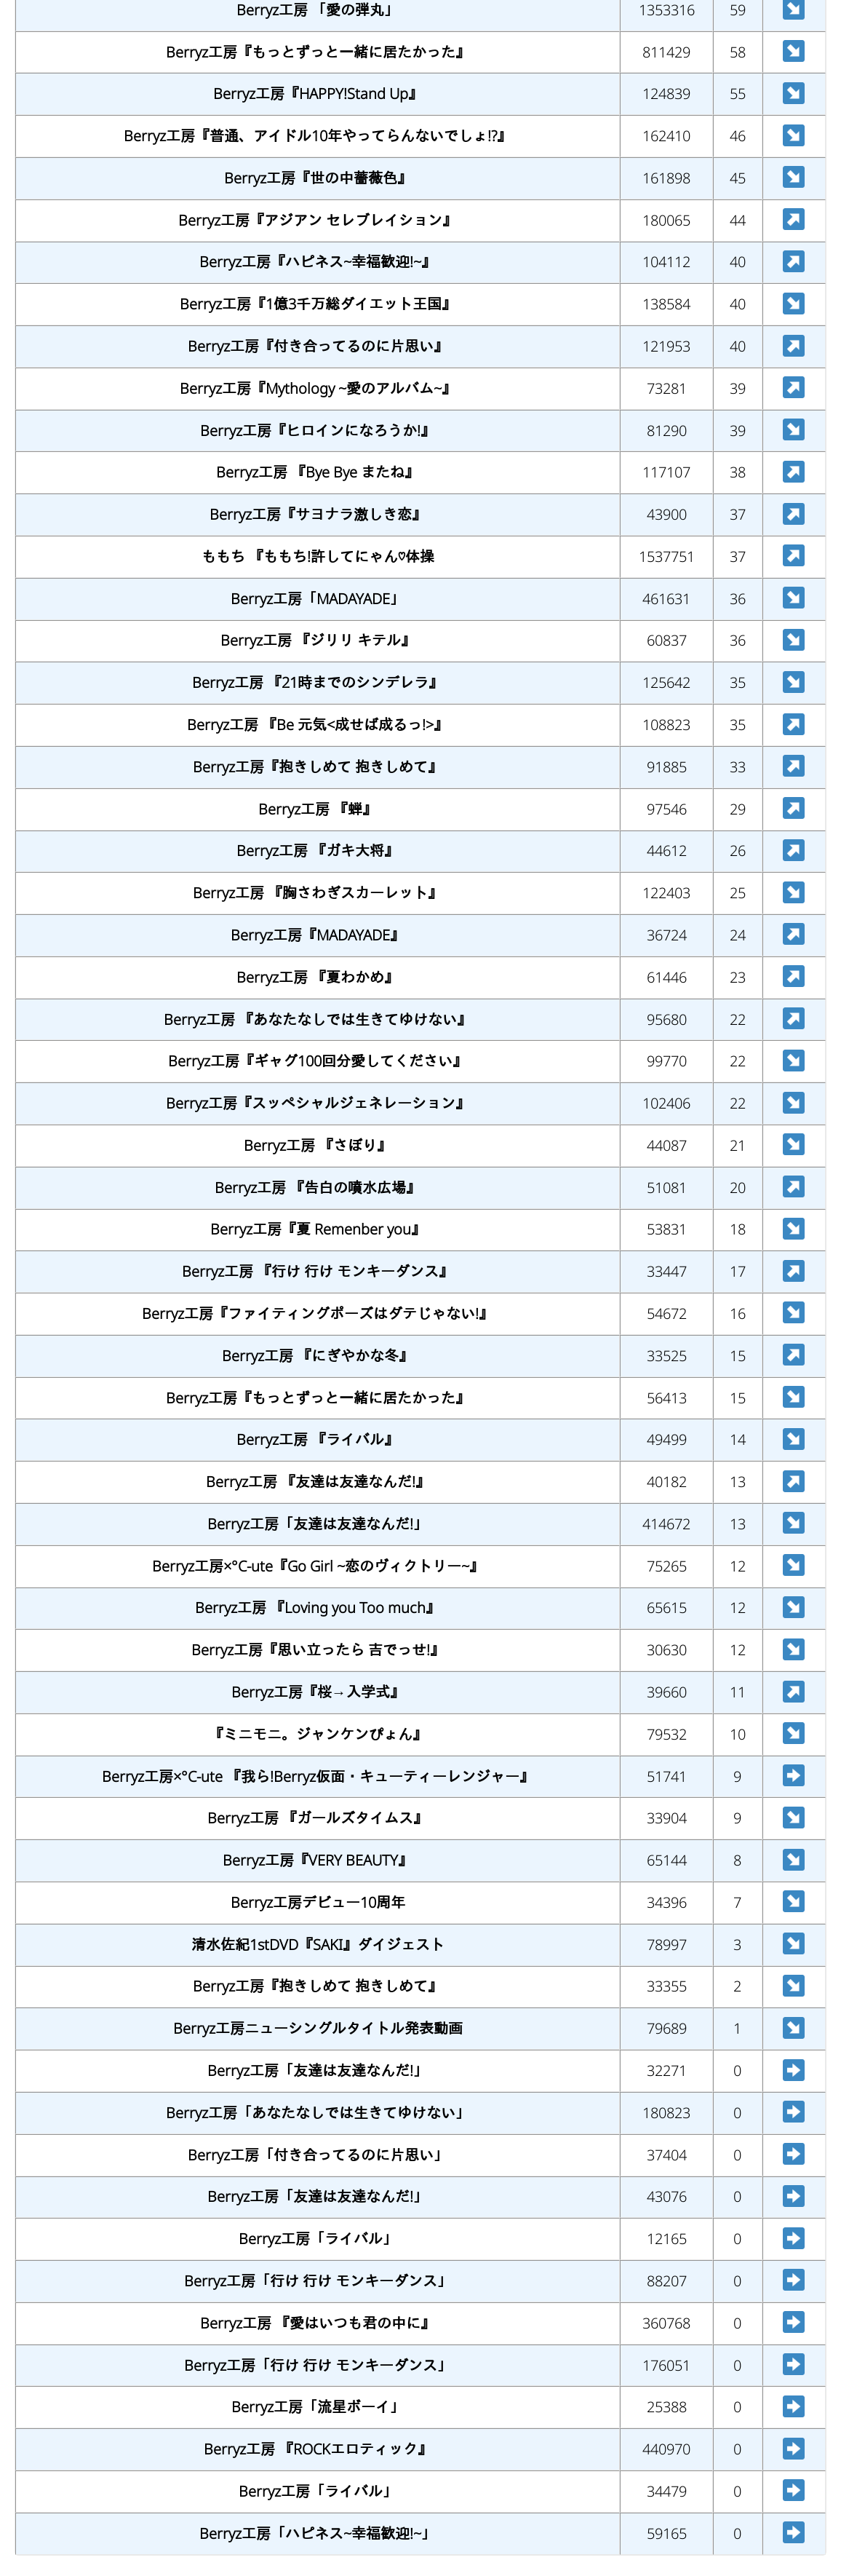 Berryz工房 「愛の弾丸」 1353316 59 ↘
Berryz工房『もっとずっと一緒に居たかった』 811429 58 ↘
Berryz工房『HAPPY!Stand Up』 124839 55 ↘
Berryz工房『普通、アイドル10年やってらんないでしょ!?』 162410 46 ↘
Berryz工房『世の中薔薇色』 161898 45 ↘
Berryz工房『アジアン セレブレイション』 180065 44 ↗
Berryz工房『ハピネス~幸福歓迎!~』 104112 40 ↗
Berryz工房『1億3千万総ダイエット王国』 138584 40 ↘
Berryz工房『付き合ってるのに片思い』 121953 40 ↗
Berryz工房『Mythology ~愛のアルバム~』 73281 39 ↗
Berryz工房『ヒロインになろうか!』 81290 39 ↘
Berryz工房 『Bye Bye またね』 117107 38 ↗
Berryz工房『サヨナラ激しき恋』 43900 37 ↗
ももち 『ももち!許してにゃん♡体操 1537751 37 ↗
Berryz工房「MADAYADE」 461631 36 ↘
Berryz工房 『ジリリ キテル』 60837 36 ↘
Berryz工房 『21時までのシンデレラ』 125642 35 ↘
Berryz工房 『Be 元気<成せば成るっ!>』 108823 35 ↗
Berryz工房『抱きしめて 抱きしめて』 91885 33 ↗
Berryz工房 『蝉』 97546 29 ↗
Berryz工房 『ガキ大将』 44612 26 ↗
Berryz工房 『胸さわぎスカーレット』 122403 25 ↘
Berryz工房『MADAYADE』 36724 24 ↗
Berryz工房 『夏わかめ』 61446 23 ↗
Berryz工房 『あなたなしでは生きてゆけない』 95680 22 ↗
Berryz工房『ギャグ100回分愛してください』 99770 22 ↘
Berryz工房『スッペシャルジェネレーション』 102406 22 ↘
Berryz工房 『さぼり』 44087 21 ↘
Berryz工房 『告白の噴水広場』 51081 20 ↗
Berryz工房『夏 Remenber you』 53831 18 ↘
Berryz工房 『行け 行け モンキーダンス』 33447 17 ↗
Berryz工房『ファイティングポーズはダテじゃない!』 54672 16 ↘
Berryz工房 『にぎやかな冬』 33525 15 ↗
Berryz工房『もっとずっと一緒に居たかった』 56413 15 ↘
Berryz工房 『ライバル』 49499 14 ↘
Berryz工房 『友達は友達なんだ!』 40182 13 ↗
Berryz工房「友達は友達なんだ!」 414672 13 ↘
Berryz工房×°C-ute『Go Girl ~恋のヴィクトリー~』 75265 12 ↘
Berryz工房 『Loving you Too much』 65615 12 ↘
Berryz工房『思い立ったら 吉でっせ!』 30630 12 ↘
Berryz工房『桜→入学式』 39660 11 ↗
『ミニモニ。ジャンケンぴょん』 79532 10 ↘
Berryz工房×°C-ute 『我ら!Berryz仮面・キューティーレンジャー』 51741 9 ➡
Berryz工房 『ガールズタイムス』 33904 9 ↘
Berryz工房『VERY BEAUTY』 65144 8 ↘
Berryz工房デビュー10周年 34396 7 ↘
清水佐紀1stDVD『SAKI』ダイジェスト 78997 3 ↘
Berryz工房『抱きしめて 抱きしめて』 33355 2 ↘
Berryz工房ニューシングルタイトル発表動画 79689 1 ↘
Berryz工房「友達は友達なんだ!」 32271 0 ➡
Berryz工房「あなたなしでは生きてゆけない」 180823 0 ➡
Berryz工房「付き合ってるのに片思い」 37404 0 ➡
Berryz工房「友達は友達なんだ!」 43076 0 ➡
Berryz工房「ライバル」 12165 0 ➡
Berryz工房「行け 行け モンキーダンス」 88207 0 ➡
Berryz工房 『愛はいつも君の中に』 360768 0 ➡
Berryz工房「行け 行け モンキーダンス」 176051 0 ➡
Berryz工房「流星ボーイ」 25388 0 ➡
Berryz工房 『ROCKエロティック』 440970 0 ➡
Berryz工房「ライバル」 34479 0 ➡
Berryz工房「ハピネス~幸福歓迎!~」 59165 0 ➡